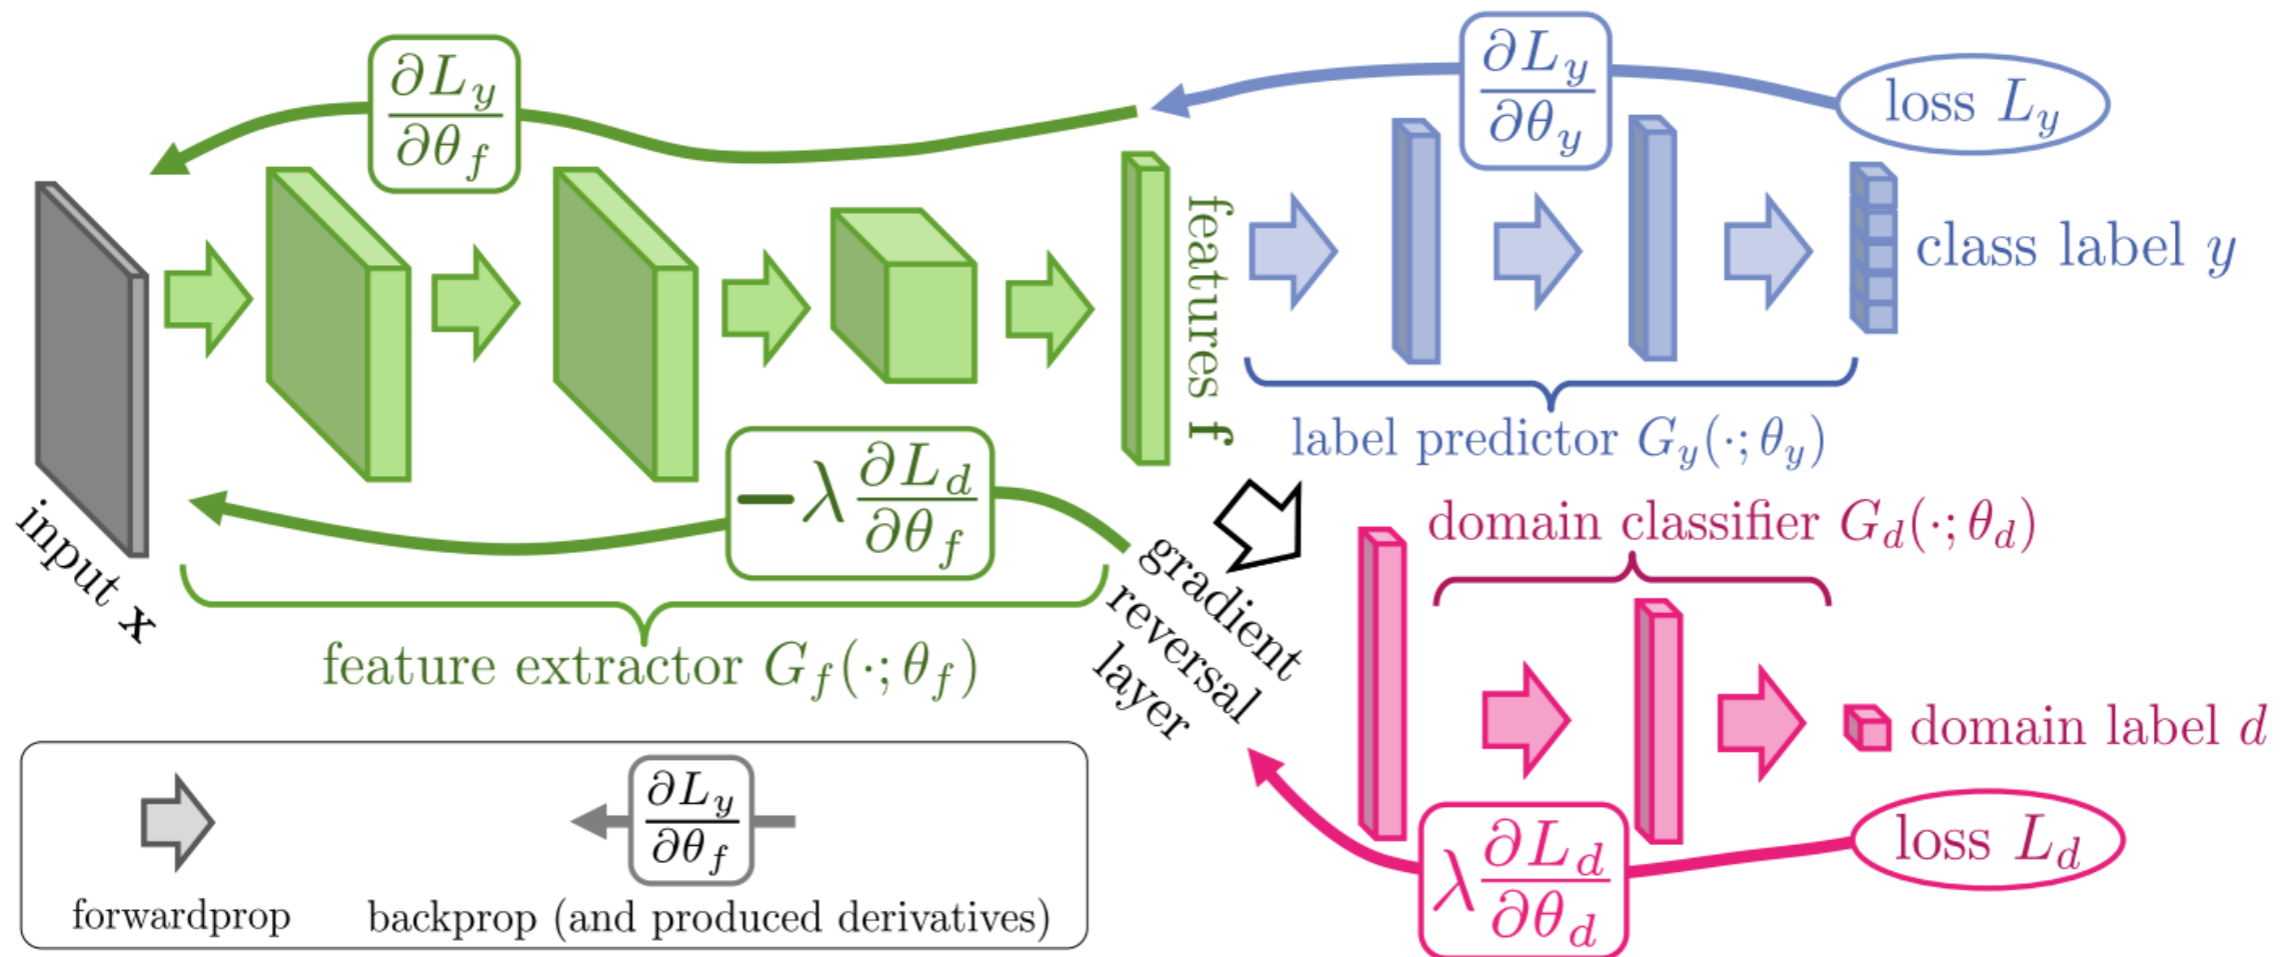 ∂L_y/∂θ_f
∂L_y/∂θ_y
loss L_y
features f
class label y
label predictor G_y(·; θ_y)
input x
−λ ∂L_d/∂θ_f
feature extractor G_f(·; θ_f)
gradient
reversal
layer
domain classifier G_d(·; θ_d)
domain label d
loss L_d
λ ∂L_d/∂θ_d
forwardprop
∂L_y/∂θ_f
backprop (and produced derivatives)